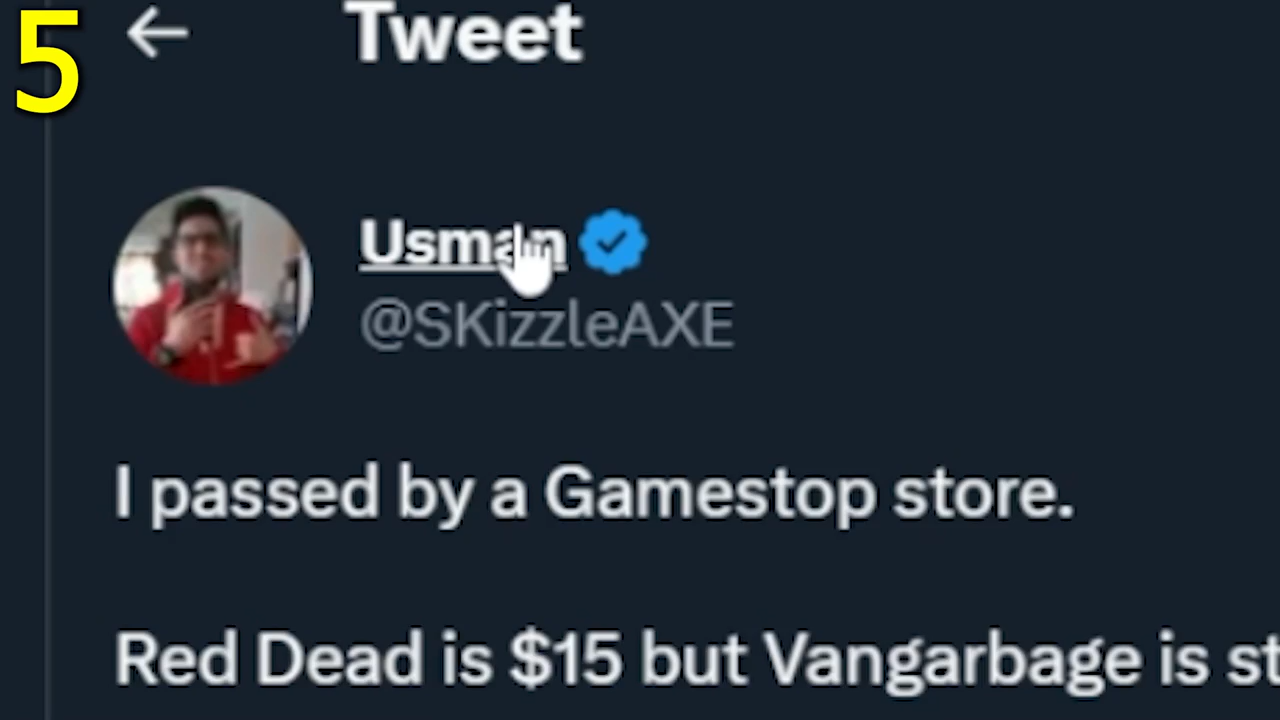 5
Tweet
Usman
@SKizzleAXE
I passed by a Gamestop store.
Red Dead is $15 but Vangarbage is st